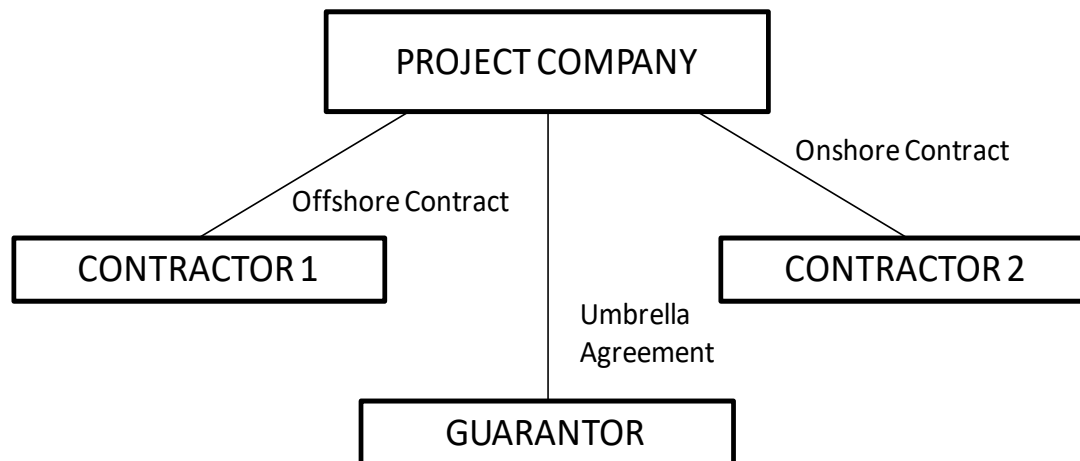 PROJECT COMPANY
Onshore Contract
Offshore Contract
CONTRACTOR 1
CONTRACTOR 2
Umbrella
Agreement
GUARANTOR